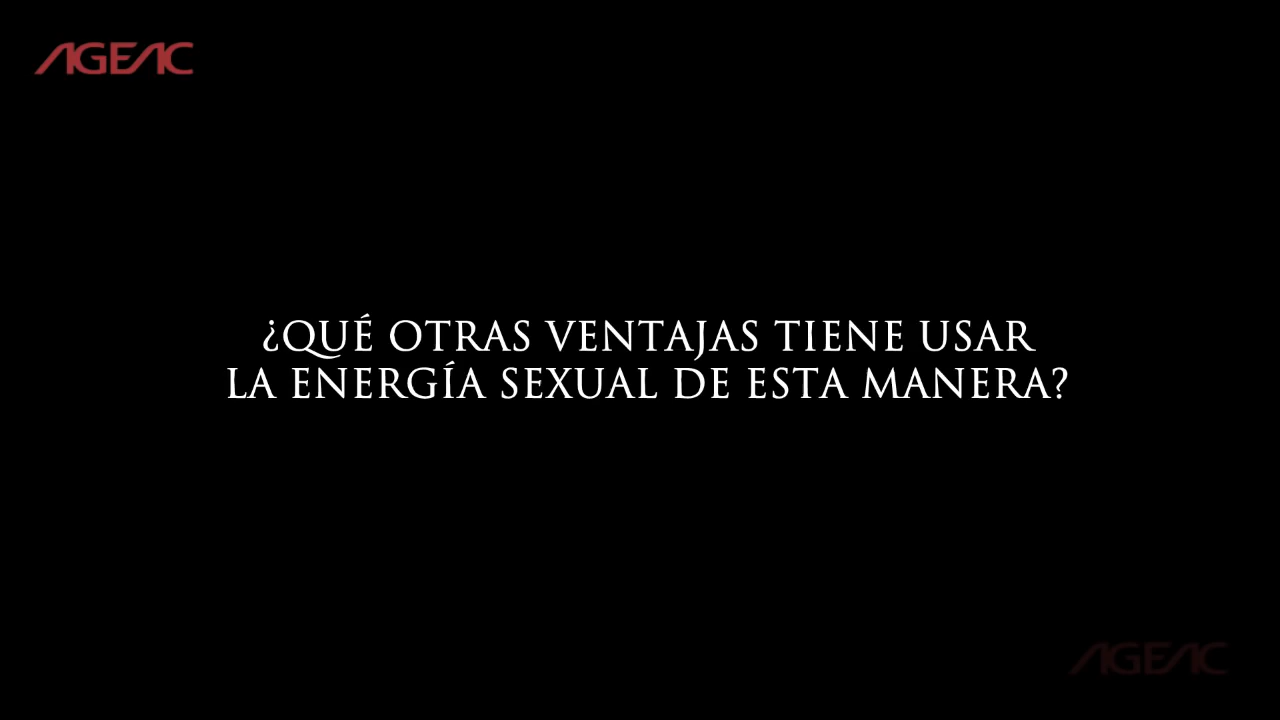 AGEAC
¿QUÉ OTRAS VENTAJAS TIENE USAR
LA ENERGÍA SEXUAL DE ESTA MANERA?
AGEAC